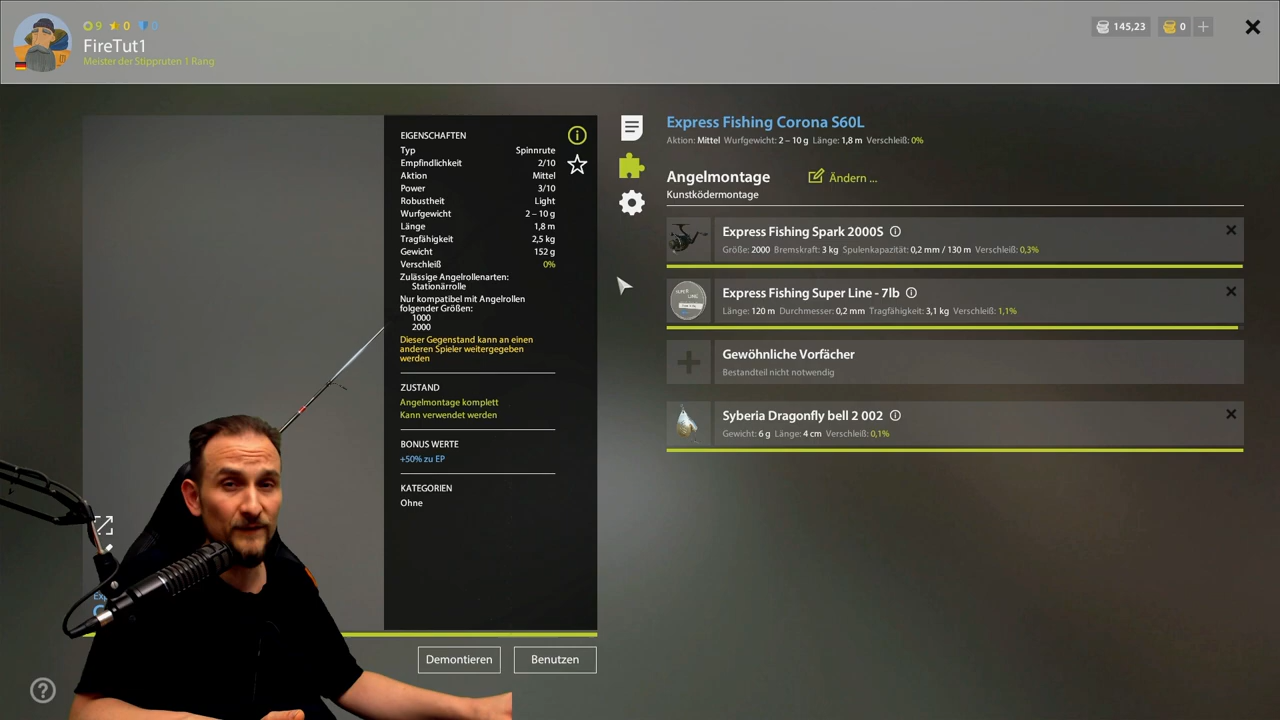 9 0 0
FireTut1
Meister der Stippruten 1 Rang
145,23
0
EIGENSCHAFTEN
Typ Spinnrute
Empfindlichkeit 2/10
Aktion Mittel
Power 3/10
Robustheit Light
Wurfgewicht 2 – 10 g
Länge 1,8 m
Tragfähigkeit 2,5 kg
Gewicht 152 g
Verschleiß 0%
Zulässige Angelrollenarten:
Stationärrolle
Nur kompatibel mit Angelrollen
folgender Größen:
1000
2000
Dieser Gegenstand kann an einen
anderen Spieler weitergegeben
werden
ZUSTAND
Angelmontage komplett
Kann verwendet werden
BONUS WERTE
+50% zu EP
KATEGORIEN
Ohne
Demontieren
Benutzen
Express Fishing Corona S60L
Aktion: Mittel Wurfgewicht: 2 – 10 g Länge: 1,8 m Verschleiß: 0%
Angelmontage
Ändern ...
Kunstködermontage
Express Fishing Spark 2000S
Größe: 2000 Bremskraft: 3 kg Spulenkapazität: 0,2 mm / 130 m Verschleiß: 0,3%
Express Fishing Super Line - 7lb
Länge: 120 m Durchmesser: 0,2 mm Tragfähigkeit: 3,1 kg Verschleiß: 1,1%
Gewöhnliche Vorfächer
Bestandteil nicht notwendig
Syberia Dragonfly bell 2 002
Gewicht: 6 g Länge: 4 cm Verschleiß: 0,1%